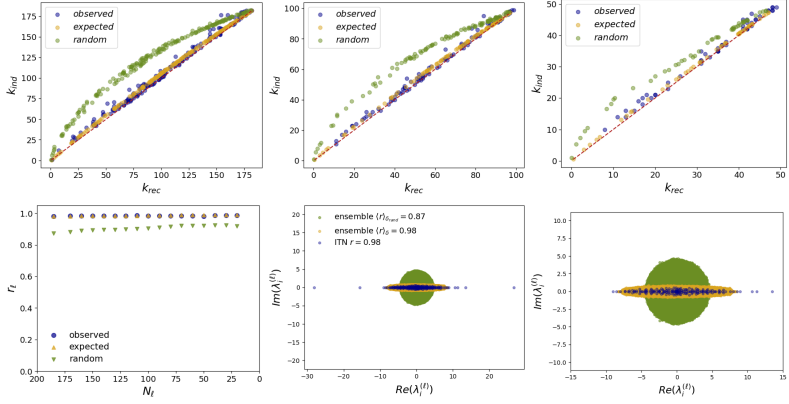 observed
expected
random
k_ind
175
150
125
100
75
50
25
0
0 25 50 75 100 125 150 175
k_rec
observed
expected
random
k_ind
100
80
60
40
20
0
0 20 40 60 80 100
k_rec
observed
expected
random
k_ind
50
40
30
20
10
0
0 10 20 30 40 50
k_rec
r_ℓ
1.0
0.8
0.6
0.4
0.2
0.0
observed
expected
random
200 175 150 125 100 75 50 25 0
N_ℓ
ensemble ⟨r⟩_{G_rand} = 0.87
ensemble ⟨r⟩_G = 0.98
ITN r = 0.98
Im(λ_i^{(ℓ)})
20
15
10
5
0
−5
−10
−15
−20
−30 −20 −10 0 10 20
Re(λ_i^{(ℓ)})
Im(λ_i^{(ℓ)})
10.0
7.5
5.0
2.5
0.0
−2.5
−5.0
−7.5
−10.0
−15 −10 −5 0 5 10 15
Re(λ_i^{(ℓ)})